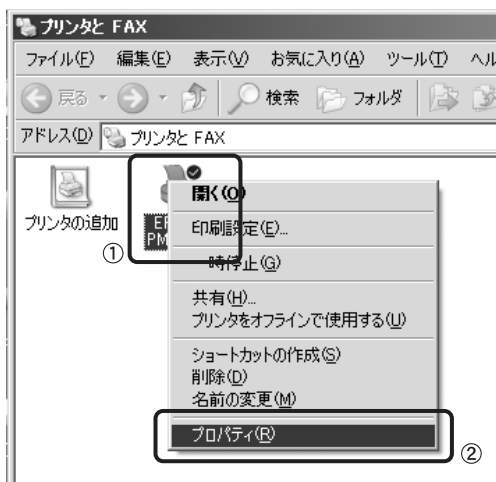 プリンタと FAX
ファイル(F) 編集(E) 表示(V) お気に入り(A) ツール(T) ヘル
戻る 検索 フォルダ
アドレス(D) プリンタと FAX
プリンタの追加
①
開く(O)
印刷設定(E)...
一時停止(G)
共有(H)...
プリンタをオフラインで使用する(U)
ショートカットの作成(S)
削除(D)
名前の変更(M)
プロパティ(R)
②